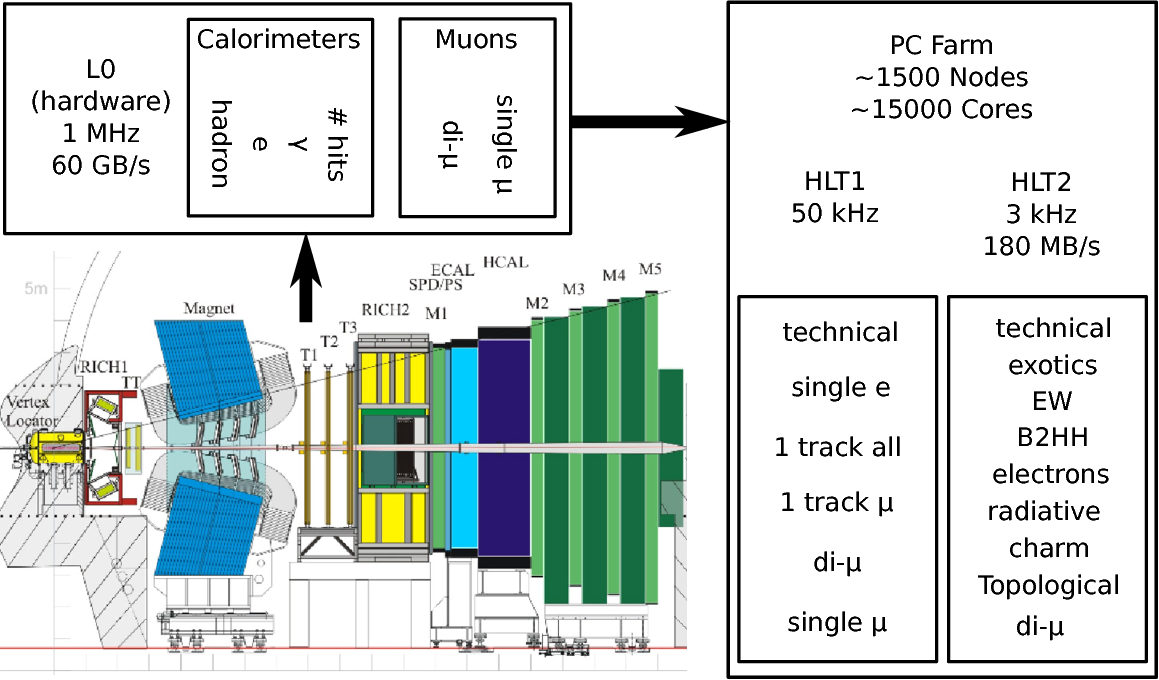 L0
(hardware)
1 MHz
60 GB/s
Calorimeters
hadron
e
γ
# hits
Muons
di-μ
single μ
PC Farm
~1500 Nodes
~15000 Cores
HLT1
50 kHz
HLT2
3 kHz
180 MB/s
technical
single e
1 track all
1 track μ
di-μ
single μ
technical
exotics
EW
B2HH
electrons
radiative
charm
Topological
di-μ
5m
Vertex
Locator
RICH1
TT
Magnet
T1
T2
T3
RICH2
M1
SPD/PS
ECAL
HCAL
M2
M3
M4
M5